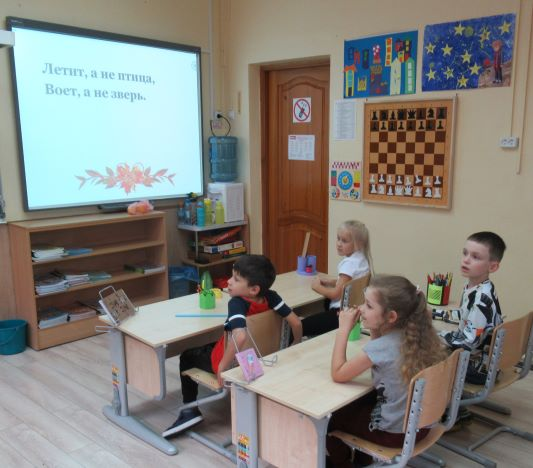 Летит, а не птица,
Воет, а не зверь.